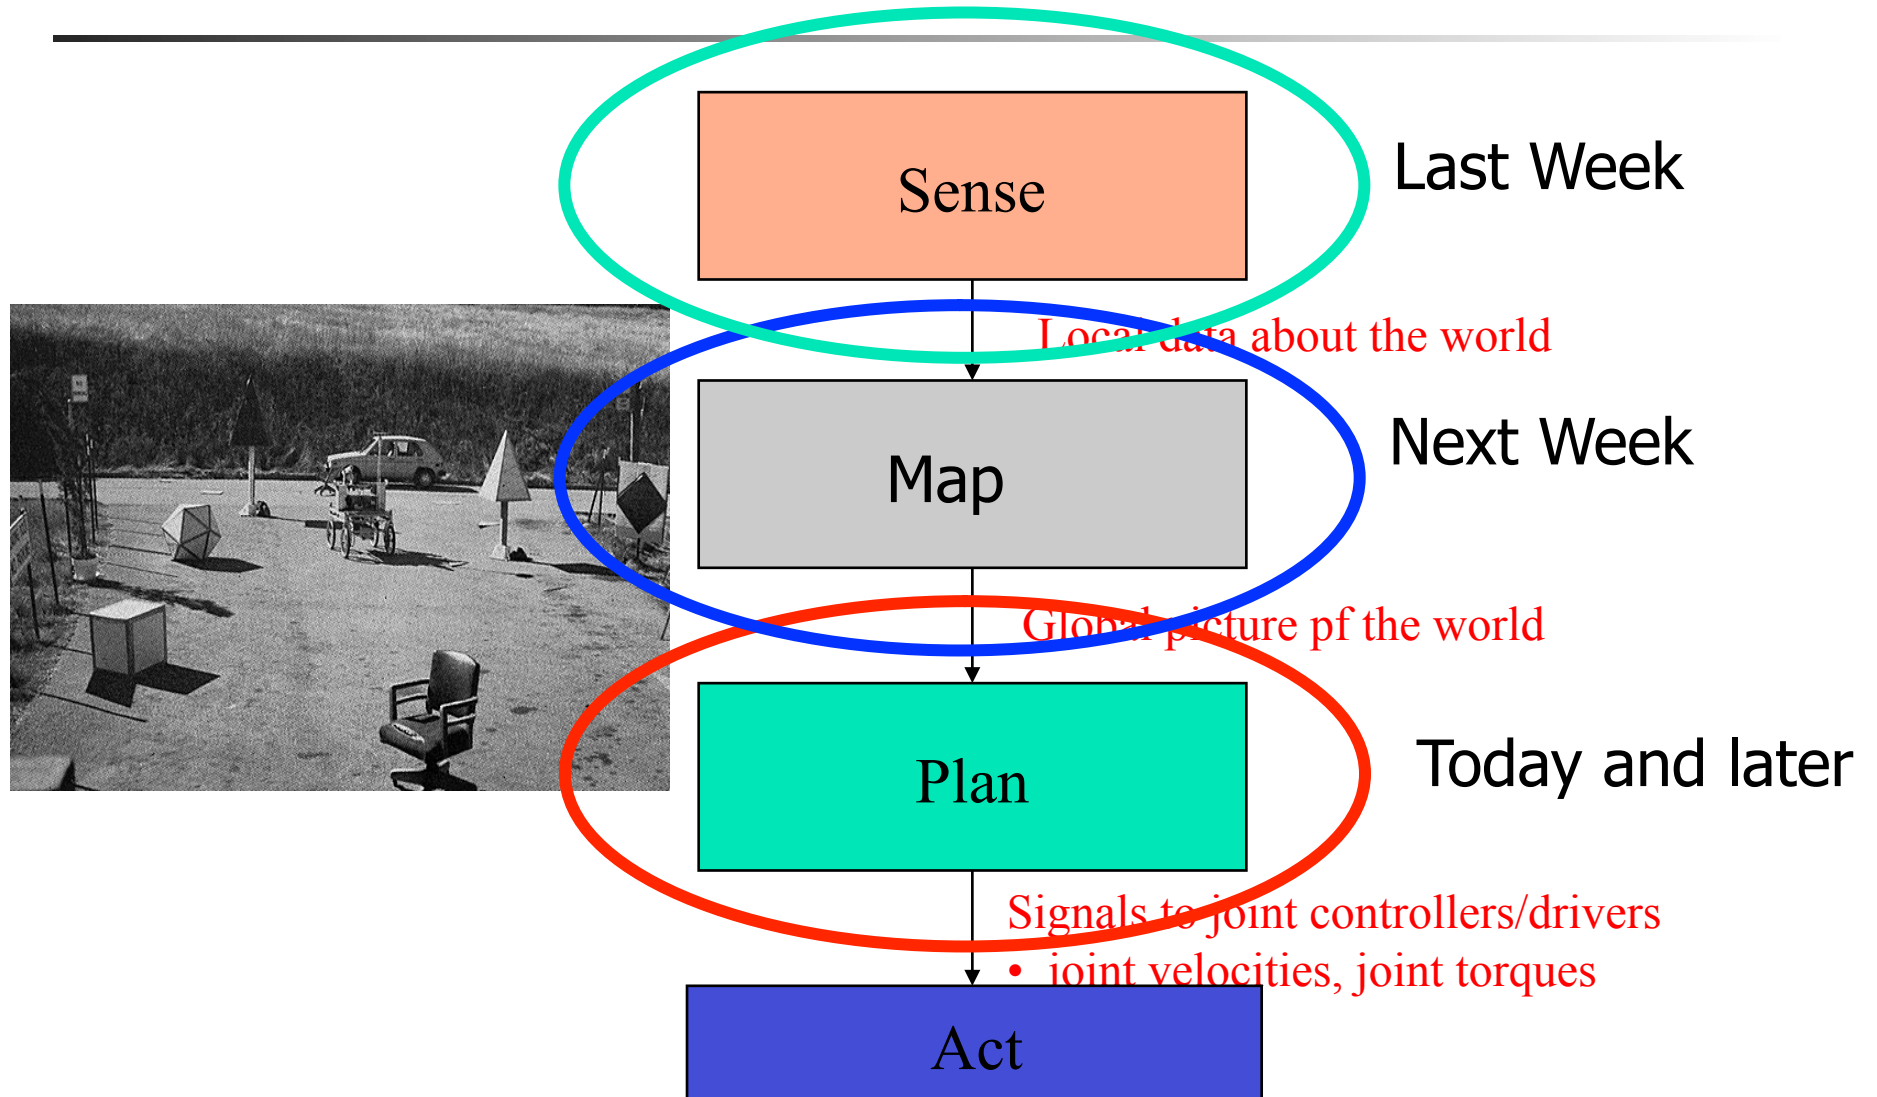 Sense
Last Week
Local data about the world
Map
Next Week
Global picture pf the world
Plan
Today and later
Signals to joint controllers/drivers
• joint velocities, joint torques
Act